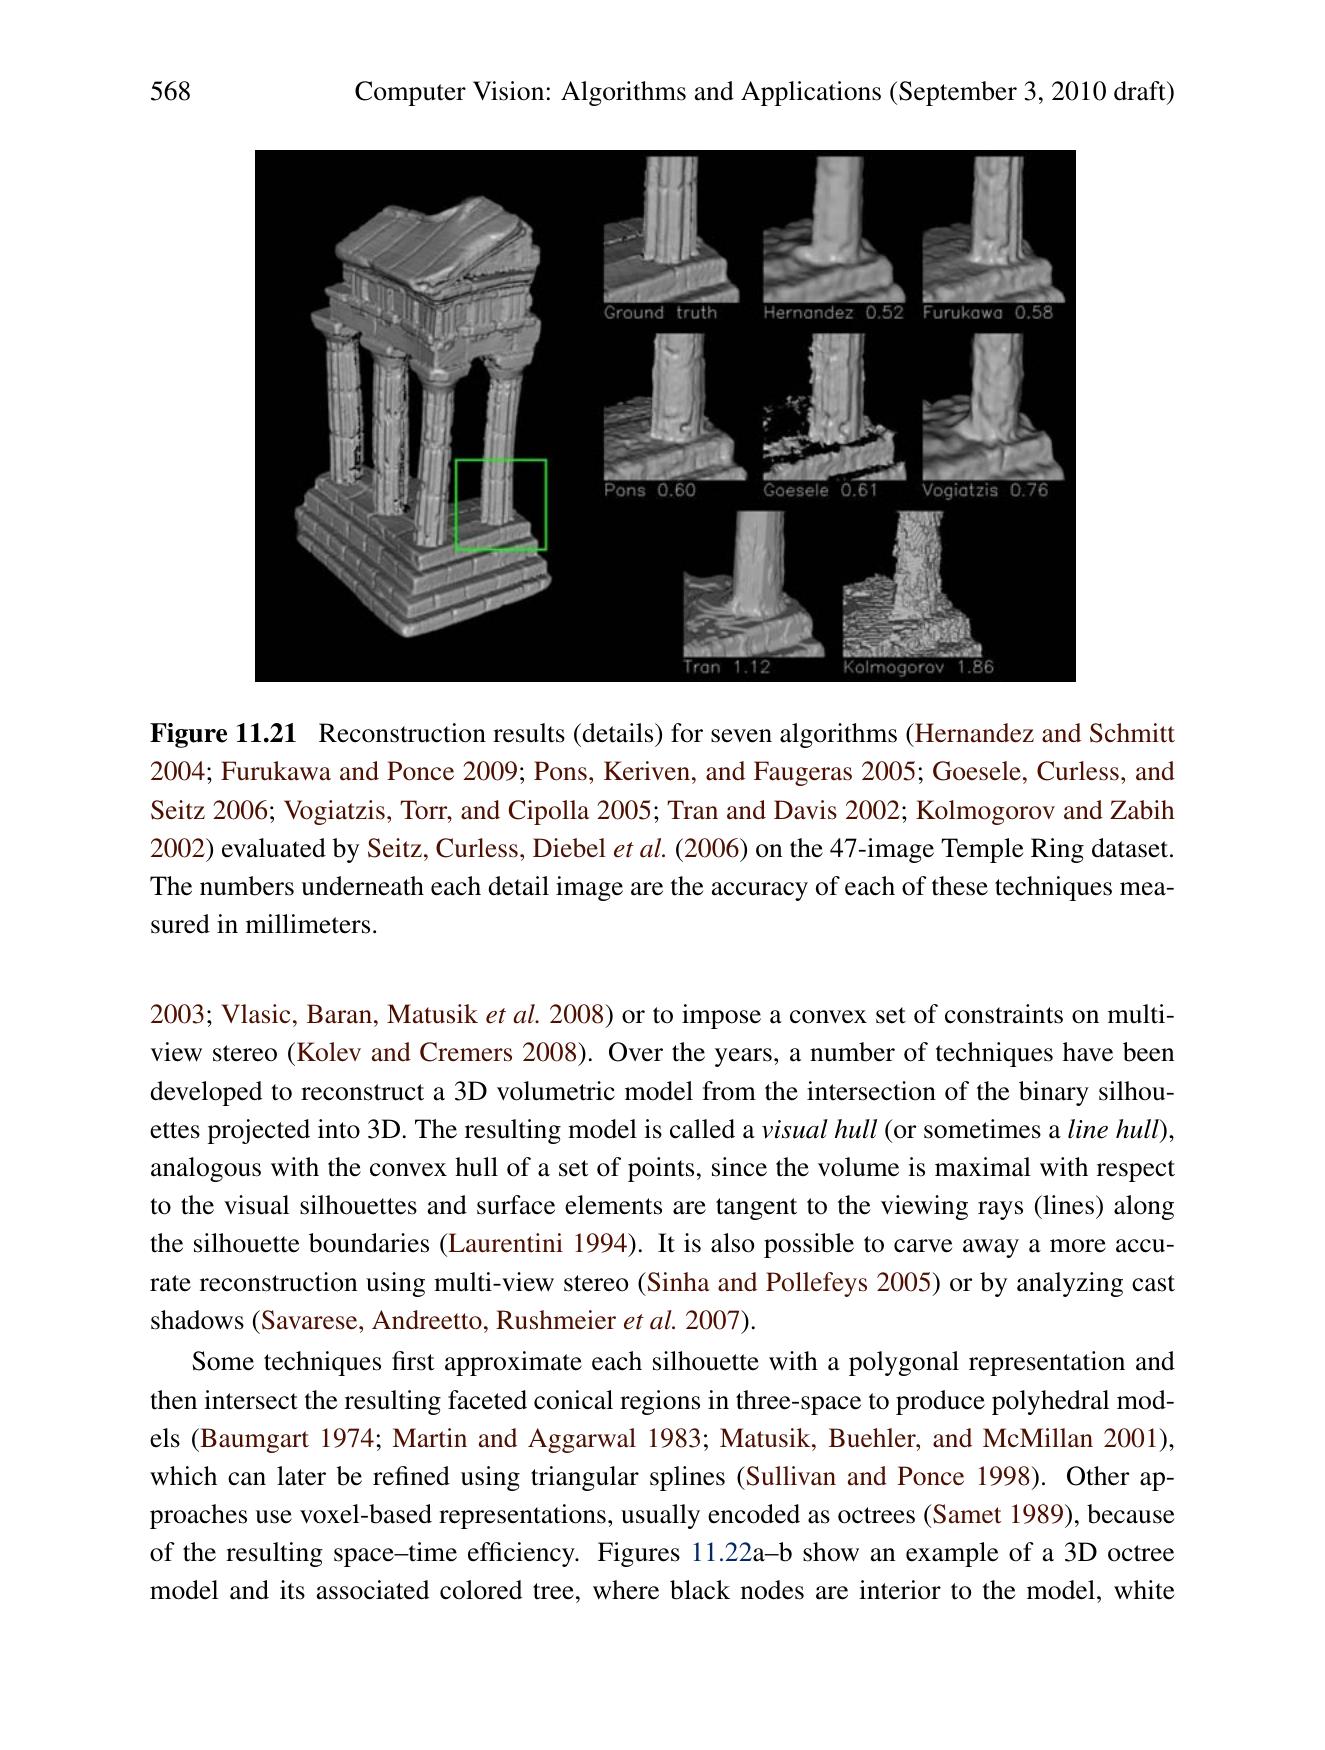 568 Computer Vision: Algorithms and Applications (September 3, 2010 draft)
Ground truth Hernandez 0.52 Furukawa 0.58
Pons 0.60 Goesele 0.61 Vogiatzis 0.76
Tran 1.12 Kolmogorov 1.86
Figure 11.21 Reconstruction results (details) for seven algorithms (Hernandez and Schmitt
2004; Furukawa and Ponce 2009; Pons, Keriven, and Faugeras 2005; Goesele, Curless, and
Seitz 2006; Vogiatzis, Torr, and Cipolla 2005; Tran and Davis 2002; Kolmogorov and Zabih
2002) evaluated by Seitz, Curless, Diebel et al. (2006) on the 47-image Temple Ring dataset.
The numbers underneath each detail image are the accuracy of each of these techniques mea-
sured in millimeters.
2003; Vlasic, Baran, Matusik et al. 2008) or to impose a convex set of constraints on multi-
view stereo (Kolev and Cremers 2008). Over the years, a number of techniques have been
developed to reconstruct a 3D volumetric model from the intersection of the binary silhou-
ettes projected into 3D. The resulting model is called a visual hull (or sometimes a line hull),
analogous with the convex hull of a set of points, since the volume is maximal with respect
to the visual silhouettes and surface elements are tangent to the viewing rays (lines) along
the silhouette boundaries (Laurentini 1994). It is also possible to carve away a more accu-
rate reconstruction using multi-view stereo (Sinha and Pollefeys 2005) or by analyzing cast
shadows (Savarese, Andreetto, Rushmeier et al. 2007).
Some techniques first approximate each silhouette with a polygonal representation and
then intersect the resulting faceted conical regions in three-space to produce polyhedral mod-
els (Baumgart 1974; Martin and Aggarwal 1983; Matusik, Buehler, and McMillan 2001),
which can later be refined using triangular splines (Sullivan and Ponce 1998). Other ap-
proaches use voxel-based representations, usually encoded as octrees (Samet 1989), because
of the resulting space–time efficiency. Figures 11.22a–b show an example of a 3D octree
model and its associated colored tree, where black nodes are interior to the model, white